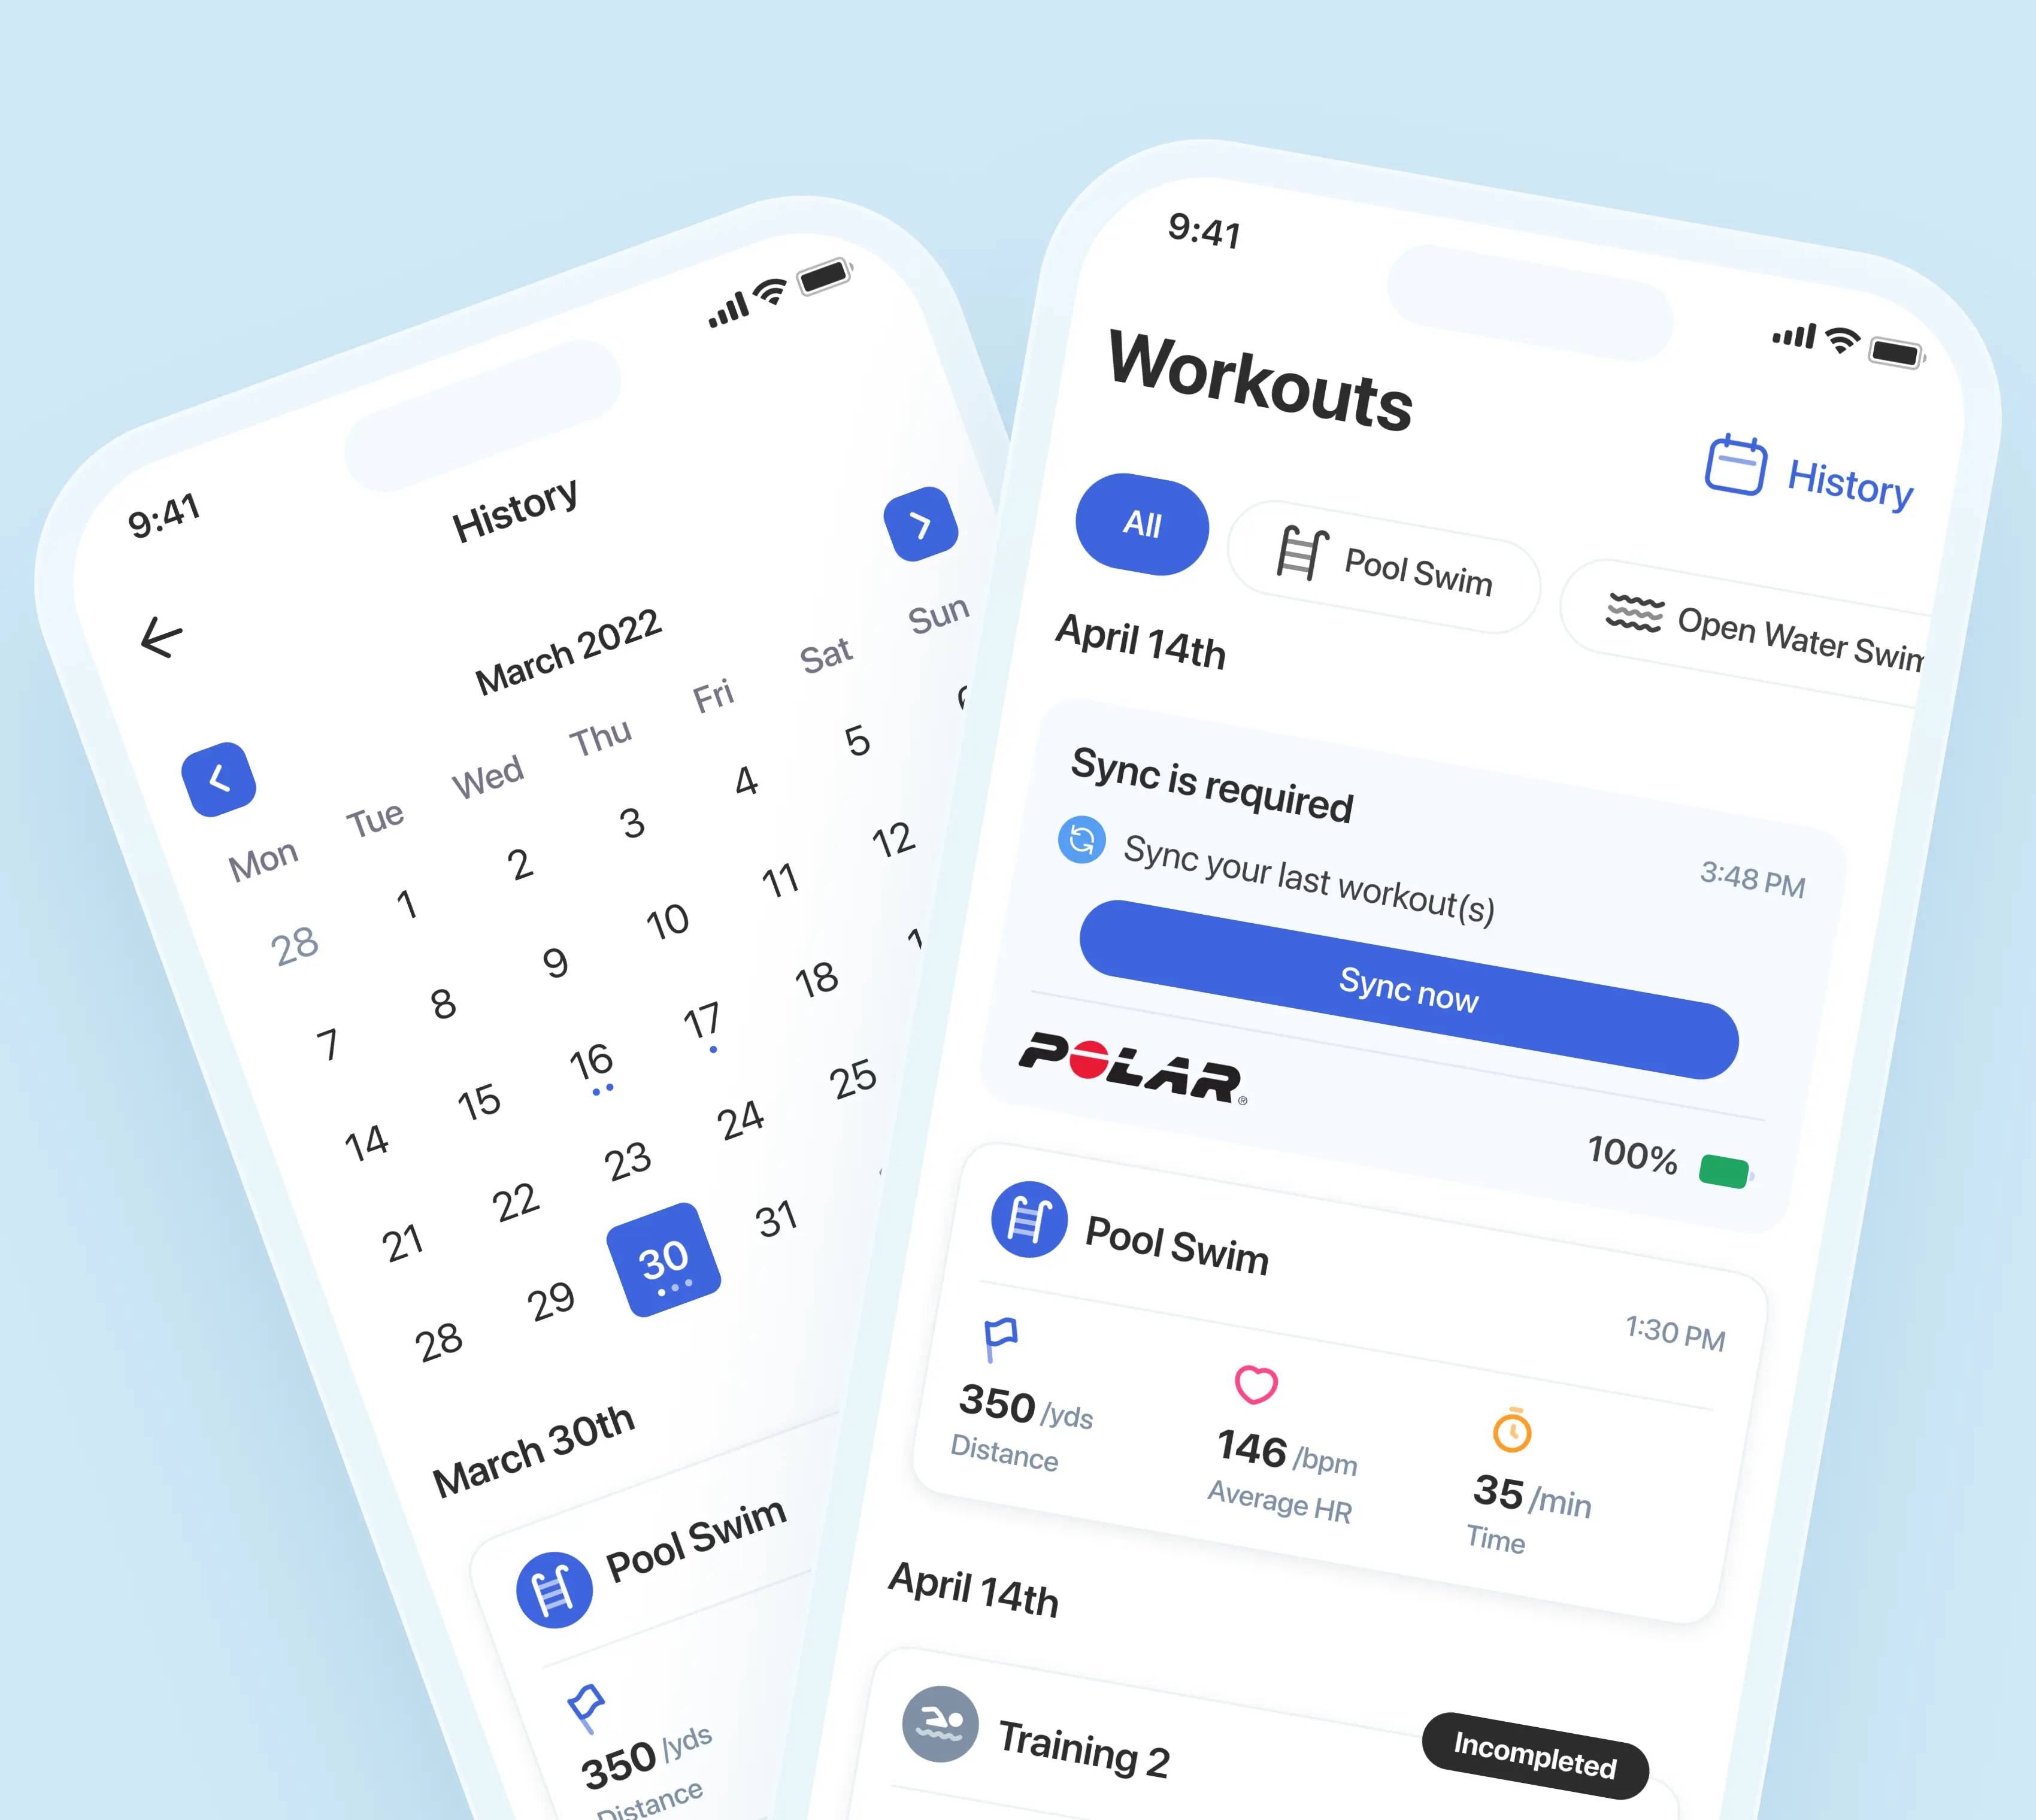 9:41
History
March 2022
Mon Tue Wed Thu Fri Sat Sun
28 1 2 3 4 5
7 8 9 10 11 12
14 15 16 17 18
21 22 23 24 25
28 29 30 31
March 30th
Pool Swim
350 /yds
Distance
9:41
Workouts
History
All Pool Swim Open Water Swim
April 14th
Sync is required
3:48 PM
Sync your last workout(s)
Sync now
POLAR®
100%
Pool Swim
1:30 PM
350 /yds 146 /bpm 35 /min
Distance Average HR Time
April 14th
Training 2
Incompleted